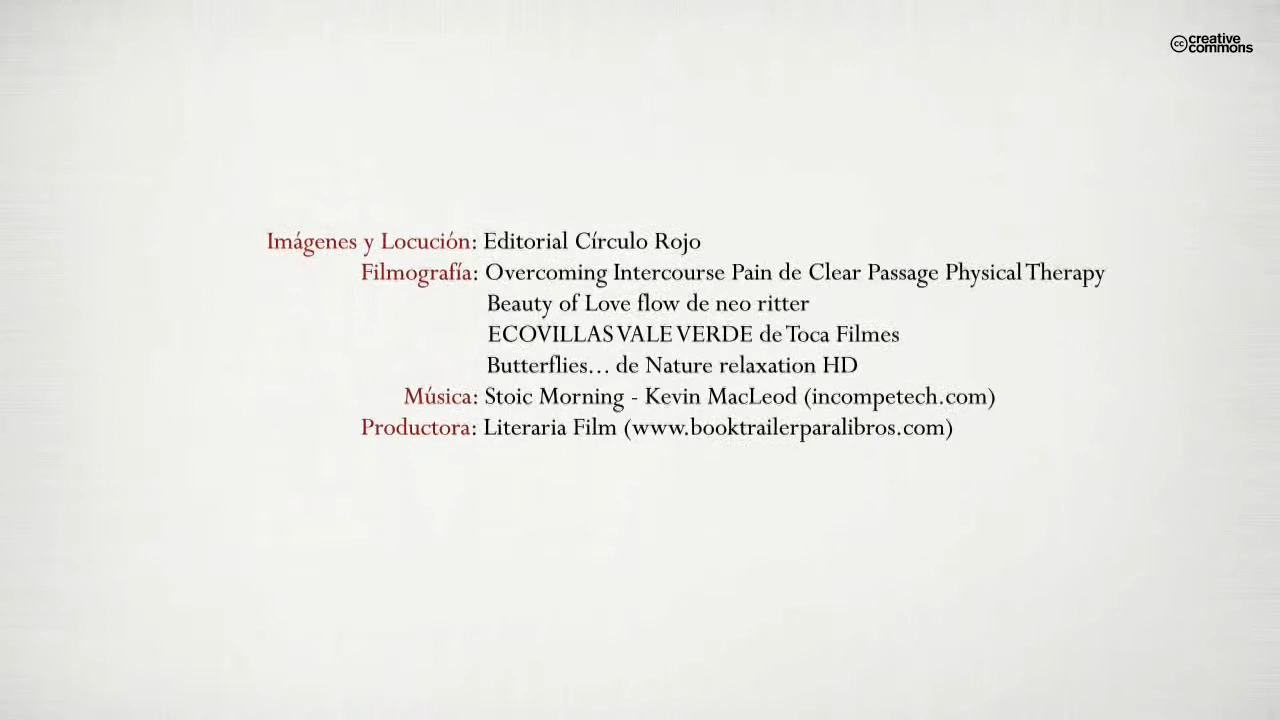 creative
commons
Imágenes y Locución: Editorial Círculo Rojo
Filmografía: Overcoming Intercourse Pain de Clear Passage Physical Therapy
Beauty of Love flow de neo ritter
ECOVILLAS VALE VERDE de Toca Filmes
Butterflies... de Nature relaxation HD
Música: Stoic Morning - Kevin MacLeod (incompetech.com)
Productora: Literaria Film (www.booktrailerparalibros.com)